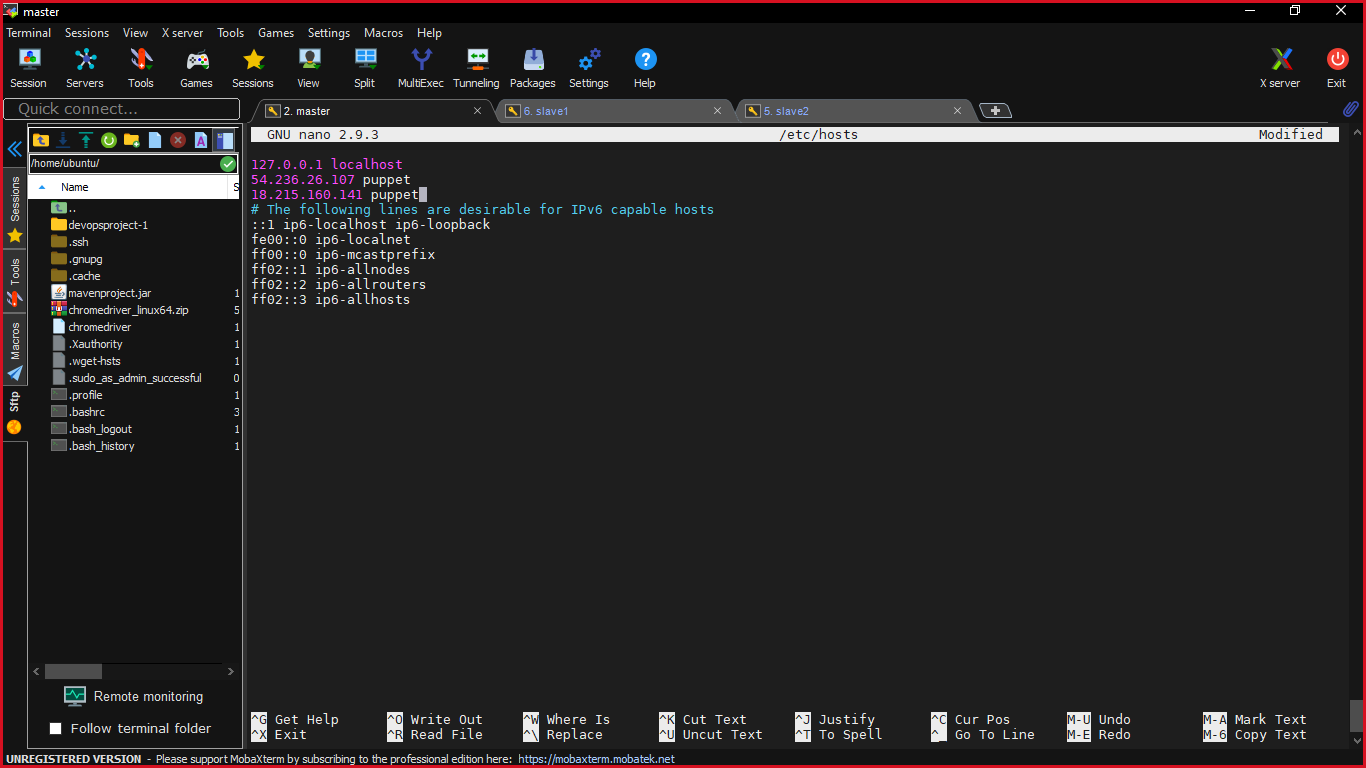 master
Terminal Sessions View X server Tools Games Settings Macros Help
Session Servers Tools Games Sessions View Split MultiExec Tunneling Packages Settings Help X server Exit
Quick connect...
2. master
6. slave1
5. slave2
/home/ubuntu/
Name S
..
devopsproject-1
.ssh
.gnupg
.cache
mavenproject.jar 1
chromedriver_linux64.zip 5
chromedriver 1
.Xauthority 1
.wget-hsts 1
.sudo_as_admin_successful 0
.profile 1
.bashrc 3
.bash_logout 1
.bash_history 1
Sessions
Tools
Macros
Sftp
Remote monitoring
Follow terminal folder
GNU nano 2.9.3 /etc/hosts Modified
127.0.0.1 localhost
54.236.26.107 puppet
18.215.160.141 puppet
# The following lines are desirable for IPv6 capable hosts
::1 ip6-localhost ip6-loopback
fe00::0 ip6-localnet
ff00::0 ip6-mcastprefix
ff02::1 ip6-allnodes
ff02::2 ip6-allrouters
ff02::3 ip6-allhosts
^G Get Help ^O Write Out ^W Where Is ^K Cut Text ^J Justify ^C Cur Pos M-U Undo M-A Mark Text
^X Exit ^R Read File ^\ Replace ^U Uncut Text ^T To Spell ^_ Go To Line M-E Redo M-6 Copy Text
UNREGISTERED VERSION - Please support MobaXterm by subscribing to the professional edition here: https://mobaxterm.mobatek.net